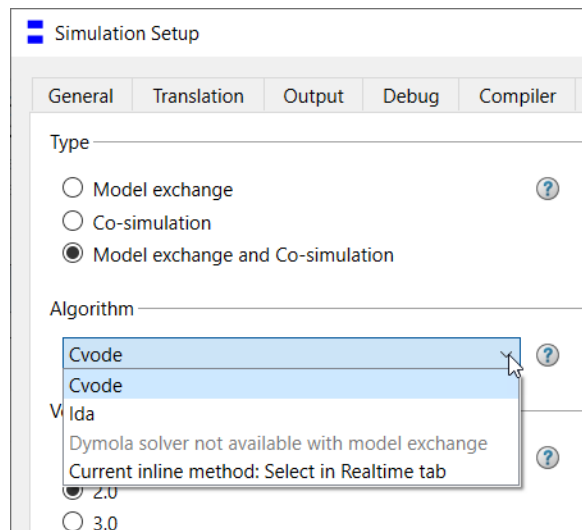 Simulation Setup
General Translation Output Debug Compiler
Type
Model exchange
Co-simulation
Model exchange and Co-simulation
Algorithm
Cvode
Cvode
Ida
Dymola solver not available with model exchange
Current inline method: Select in Realtime tab
2.0
3.0